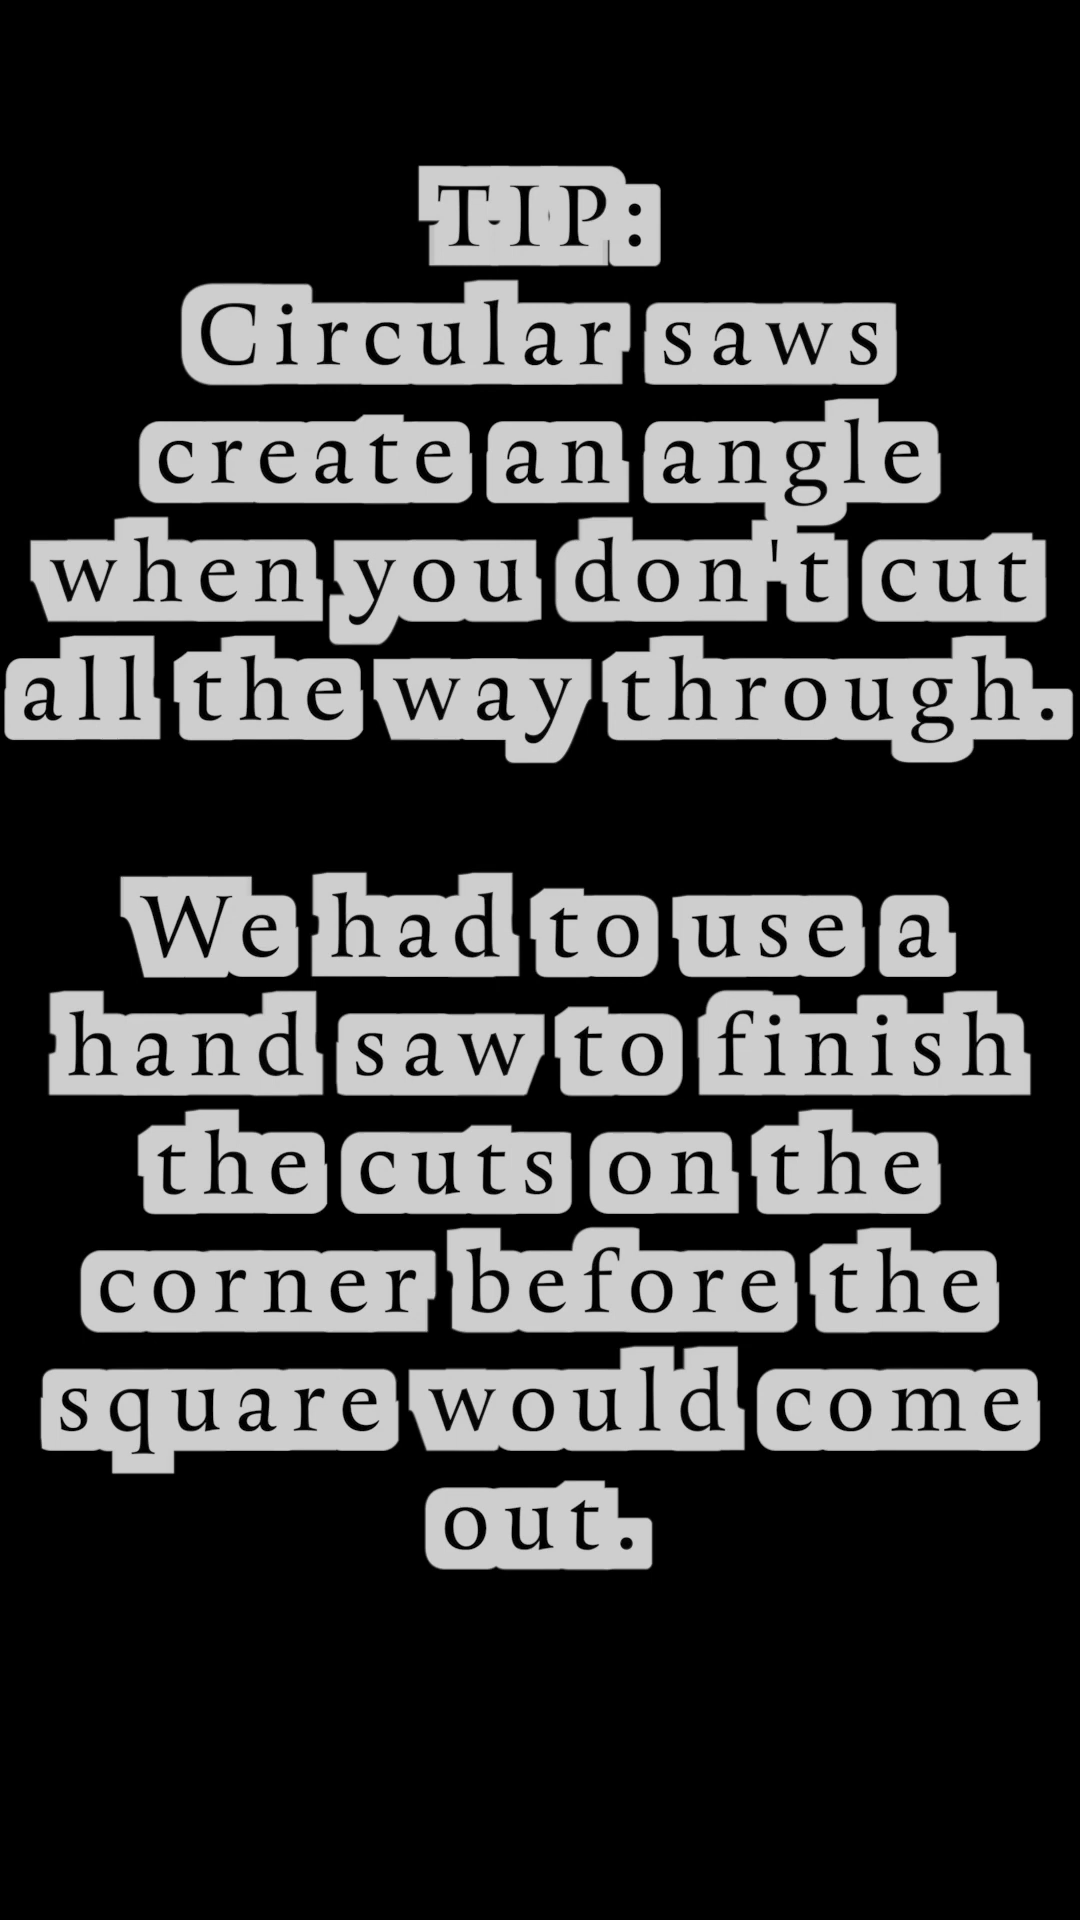 TIP:
Circular saws
create an angle
when you don't cut
all the way through.
We had to use a
hand saw to finish
the cuts on the
corner before the
square would come
out.